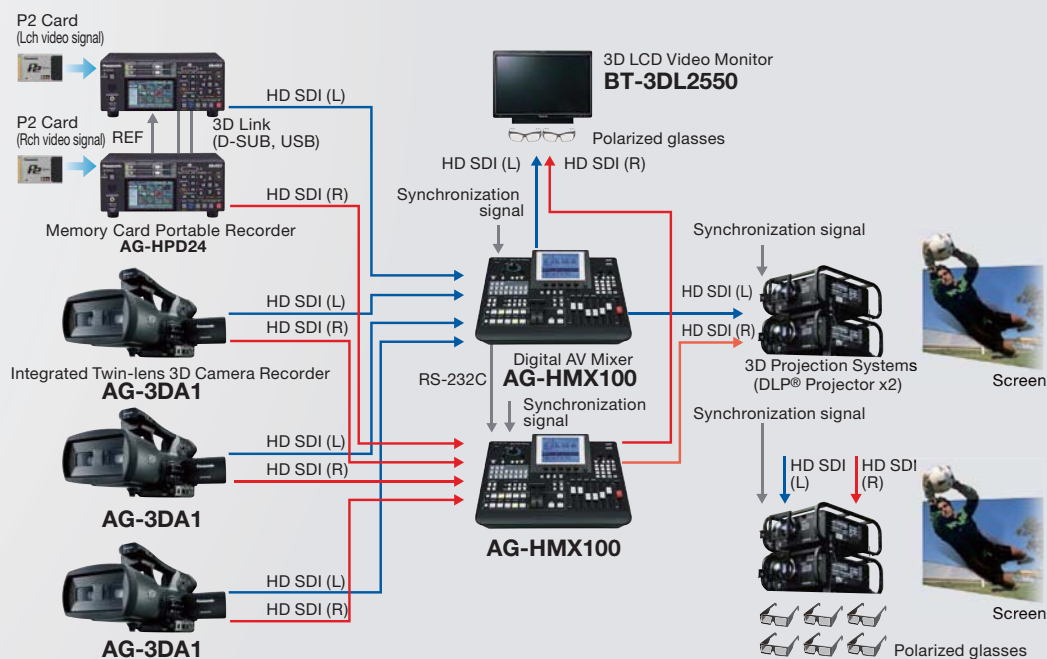 P2 Card
(Lch video signal)
P2 Card
(Rch video signal)
REF
3D Link
(D-SUB, USB)
HD SDI (L)
HD SDI (R)
Memory Card Portable Recorder
AG-HPD24
HD SDI (L)
HD SDI (R)
Integrated Twin-lens 3D Camera Recorder
AG-3DA1
HD SDI (L)
HD SDI (R)
AG-3DA1
HD SDI (L)
HD SDI (R)
AG-3DA1
3D LCD Video Monitor
BT-3DL2550
Polarized glasses
HD SDI (L)
HD SDI (R)
Synchronization
signal
Digital AV Mixer
AG-HMX100
RS-232C
Synchronization
signal
AG-HMX100
Synchronization signal
HD SDI (L)
HD SDI (R)
3D Projection Systems
(DLP® Projector x2)
Screen
Synchronization signal
HD SDI
(L)
HD SDI
(R)
Screen
Polarized glasses